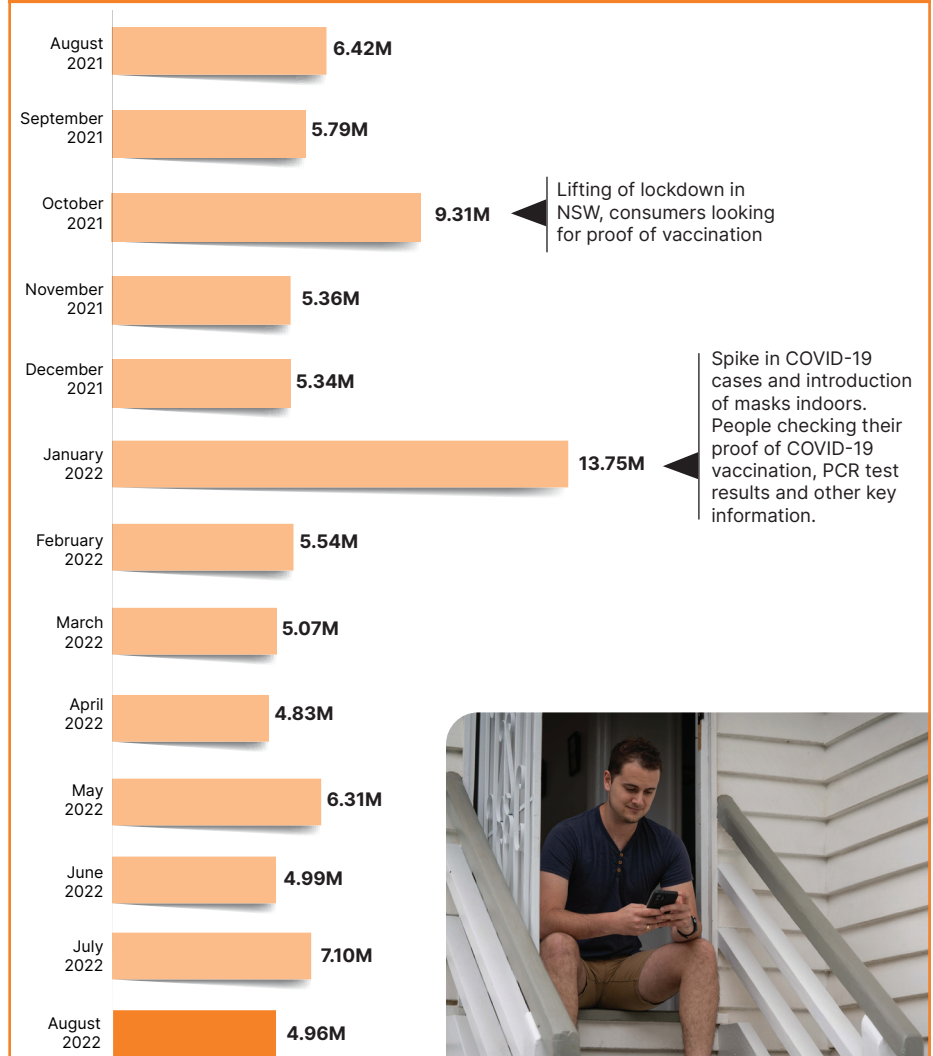 August
2021
6.42M
September
2021
5.79M
October
2021
9.31M
Lifting of lockdown in
NSW, consumers looking
for proof of vaccination
November
2021
5.36M
December
2021
5.34M
January
2022
13.75M
Spike in COVID-19
cases and introduction
of masks indoors.
People checking their
proof of COVID-19
vaccination, PCR test
results and other key
information.
February
2022
5.54M
March
2022
5.07M
April
2022
4.83M
May
2022
6.31M
June
2022
4.99M
July
2022
7.10M
August
2022
4.96M